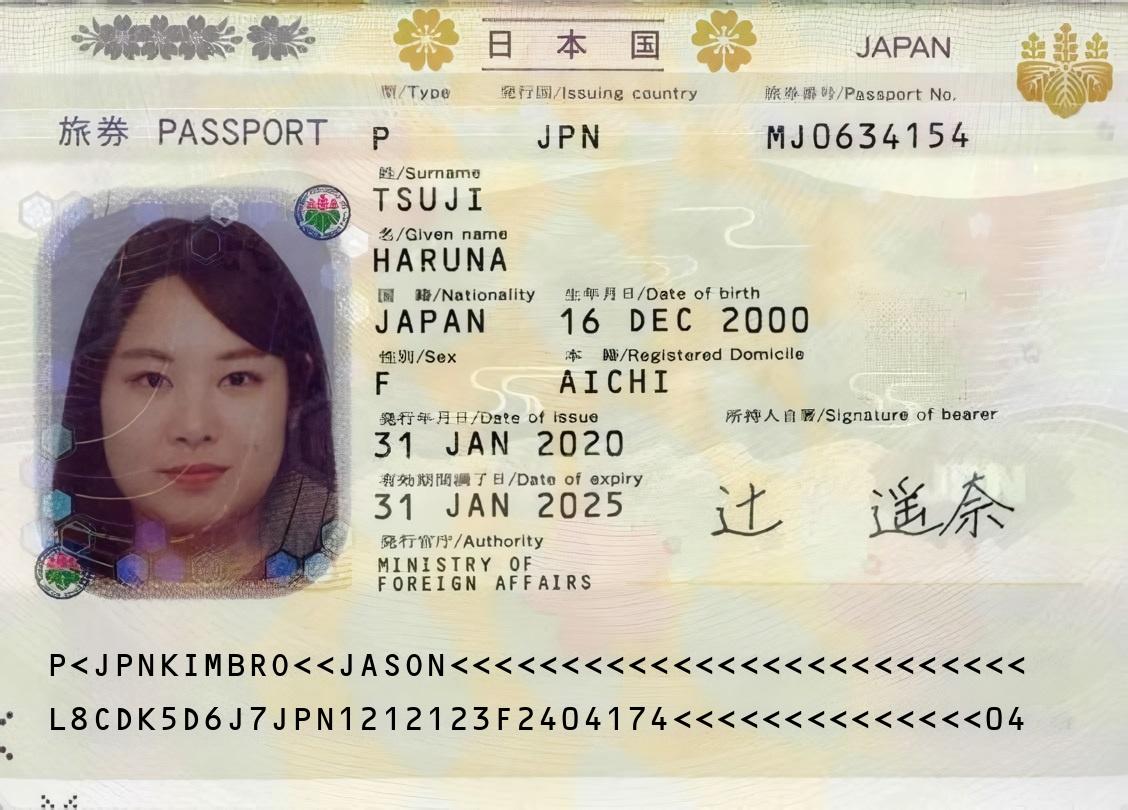 日本国 JAPAN
旅券 PASSPORT
型/Type 発行国/Issuing country 旅券番号/Passport No.
P JPN MJ0634154
姓/Surname
TSUJI
名/Given name
HARUNA
国 籍/Nationality 生年月日/Date of birth
JAPAN 16 DEC 2000
性別/Sex 本 籍/Registered Domicile
F AICHI
発行年月日/Date of issue 所持人自署/Signature of bearer
31 JAN 2020
有効期間満了日/Date of expiry
31 JAN 2025
辻 遥奈
発行官庁/Authority
MINISTRY OF
FOREIGN AFFAIRS
P<JPNKIMBRO<<JASON<<<<<<<<<<<<<<<<<<<<<<<<<<
L8CDK5D6J7JPN1212123F2404174<<<<<<<<<<<<<<04